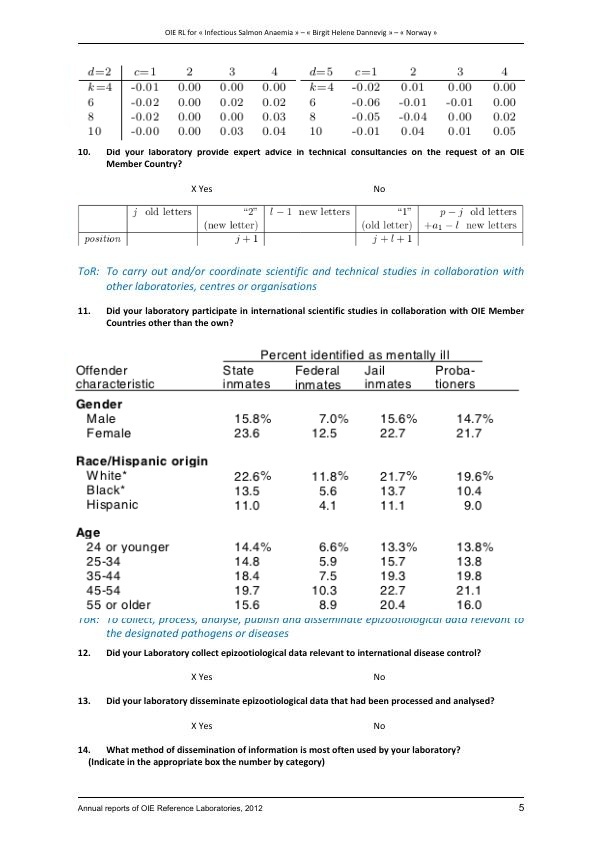 OIE RL for « Infectious Salmon Anaemia » – « Birgit Helene Dannevig » – « Norway »
d=2 c=1 2 3 4 d=5 c=1 2 3 4
k=4 -0.01 0.00 0.00 0.00 k=4 -0.02 0.01 0.00 0.00
6 -0.02 0.00 0.02 0.02 6 -0.06 -0.01 -0.01 0.00
8 -0.02 0.00 0.00 0.03 8 -0.05 -0.04 0.00 0.02
10 -0.00 0.00 0.03 0.04 10 -0.01 0.04 0.01 0.05
10. Did your laboratory provide expert advice in technical consultancies on the request of an OIE
Member Country?
X Yes No
j old letters “2” l − 1 new letters “1” p − j old letters
(new letter) (old letter) +a₁ − l new letters
position j + 1 j + l + 1
ToR: To carry out and/or coordinate scientific and technical studies in collaboration with
other laboratories, centres or organisations
11. Did your laboratory participate in international scientific studies in collaboration with OIE Member
Countries other than the own?
Percent identified as mentally ill
Offender State Federal Jail Proba-
characteristic inmates inmates inmates tioners
Gender
Male 15.8% 7.0% 15.6% 14.7%
Female 23.6 12.5 22.7 21.7
Race/Hispanic origin
White* 22.6% 11.8% 21.7% 19.6%
Black* 13.5 5.6 13.7 10.4
Hispanic 11.0 4.1 11.1 9.0
Age
24 or younger 14.4% 6.6% 13.3% 13.8%
25-34 14.8 5.9 15.7 13.8
35-44 18.4 7.5 19.3 19.8
45-54 19.7 10.3 22.7 21.1
55 or older 15.6 8.9 20.4 16.0
ToR: To collect, process, analyse, publish and disseminate epizootiological data relevant to
the designated pathogens or diseases
12. Did your Laboratory collect epizootiological data relevant to international disease control?
X Yes No
13. Did your laboratory disseminate epizootiological data that had been processed and analysed?
X Yes No
14. What method of dissemination of information is most often used by your laboratory?
(Indicate in the appropriate box the number by category)
Annual reports of OIE Reference Laboratories, 2012 5